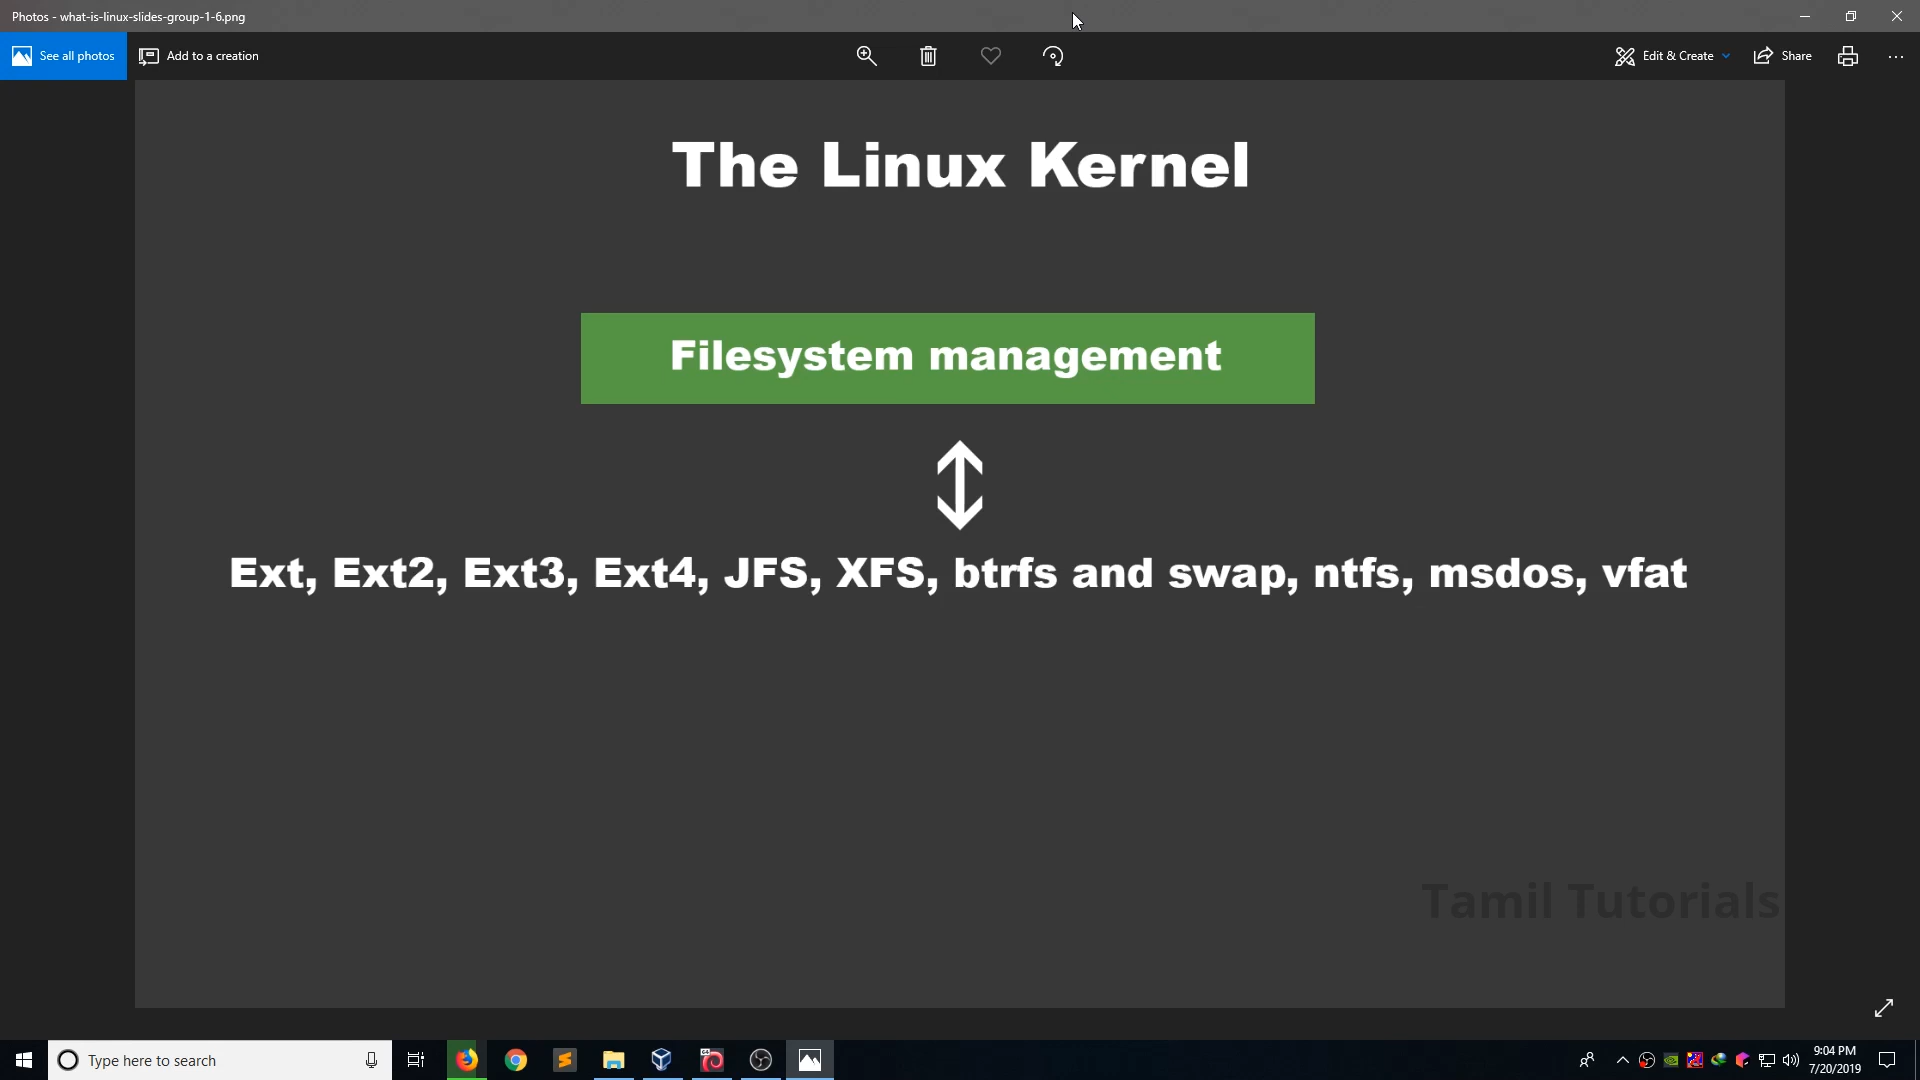 Photos - what-is-linux-slides-group-1-6.png
See all photos
Add to a creation
Edit & Create
Share
The Linux Kernel
Filesystem management
Ext, Ext2, Ext3, Ext4, JFS, XFS, btrfs and swap, ntfs, msdos, vfat
Tamil Tutorials
Type here to search
9:04 PM
7/20/2019